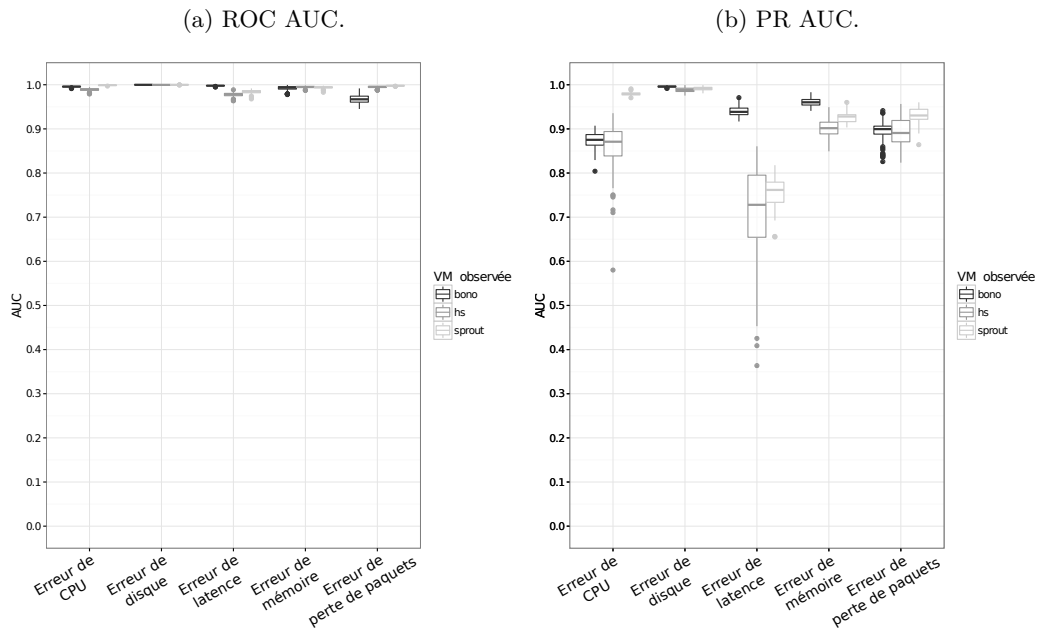 (a) ROC AUC.
1.0
0.9
0.8
0.7
0.6
0.5
0.4
0.3
0.2
0.1
0.0
AUC
Erreur de
CPU
Erreur de
disque
Erreur de
latence
Erreur de
mémoire
Erreur de
perte de paquets
VM observée
bono
hs
sprout
(b) PR AUC.
1.0
0.9
0.8
0.7
0.6
0.5
0.4
0.3
0.2
0.1
0.0
AUC
Erreur de
CPU
Erreur de
disque
Erreur de
latence
Erreur de
mémoire
Erreur de
perte de paquets
VM observée
bono
hs
sprout